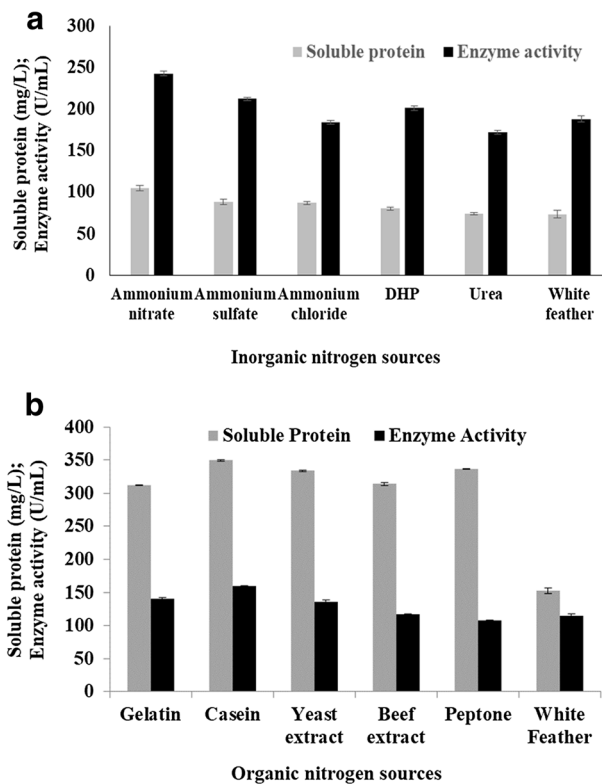 a
300
250
200
150
100
50
0
Soluble protein (mg/L);
Enzyme activity (U/mL)
Soluble protein Enzyme activity
Ammonium nitrate Ammonium sulfate Ammonium chloride DHP Urea White feather
Inorganic nitrogen sources
b
400
350
300
250
200
150
100
50
0
Soluble protein (mg/L);
Enzyme activity (U/mL)
Soluble Protein Enzyme Activity
Gelatin Casein Yeast extract Beef extract Peptone White Feather
Organic nitrogen sources